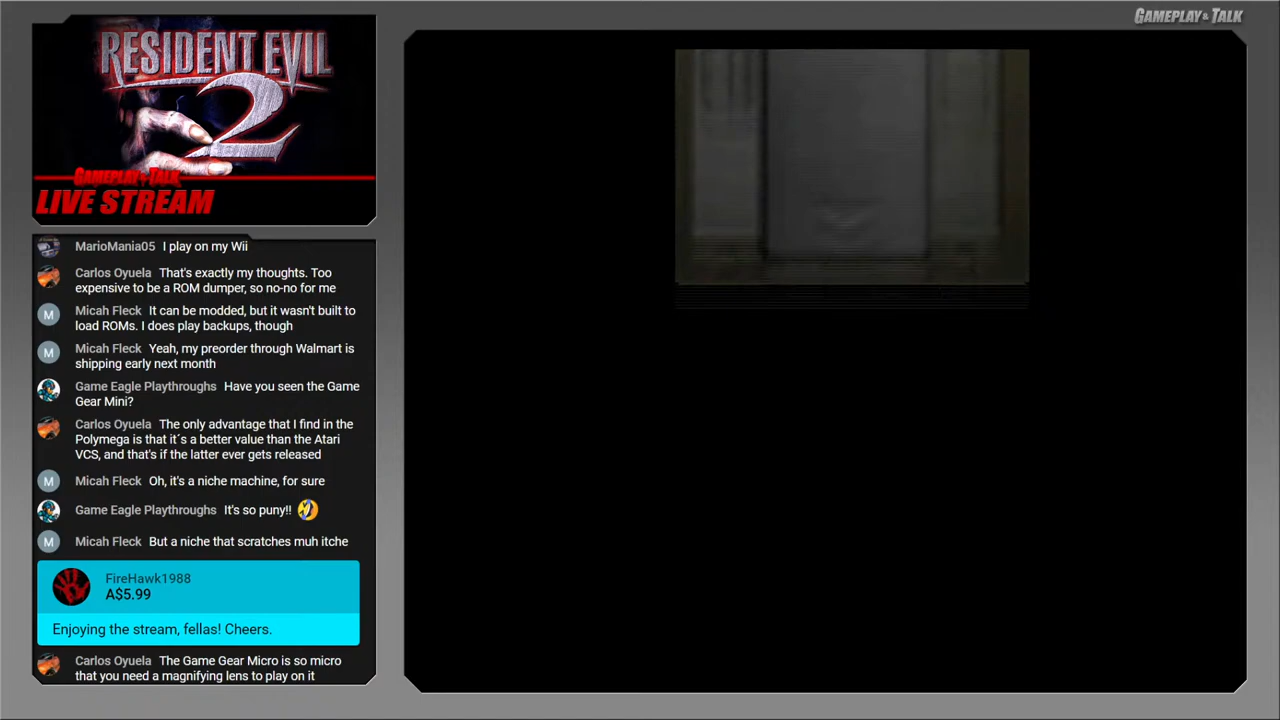 GAMEPLAY & TALK
RESIDENT EVIL
2
GAMEPLAY & TALK
LIVE STREAM
MarioMania05 I play on my Wii
Carlos Oyuela That's exactly my thoughts. Too
expensive to be a ROM dumper, so no-no for me
Micah Fleck It can be modded, but it wasn't built to
load ROMs. I does play backups, though
Micah Fleck Yeah, my preorder through Walmart is
shipping early next month
Game Eagle Playthroughs Have you seen the Game
Gear Mini?
Carlos Oyuela The only advantage that I find in the
Polymega is that it´s a better value than the Atari
VCS, and that's if the latter ever gets released
M Micah Fleck Oh, it's a niche machine, for sure
Game Eagle Playthroughs It's so puny!! 🤣
M Micah Fleck But a niche that scratches muh itche
FireHawk1988
A$5.99
Enjoying the stream, fellas! Cheers.
Carlos Oyuela The Game Gear Micro is so micro
that you need a magnifying lens to play on it